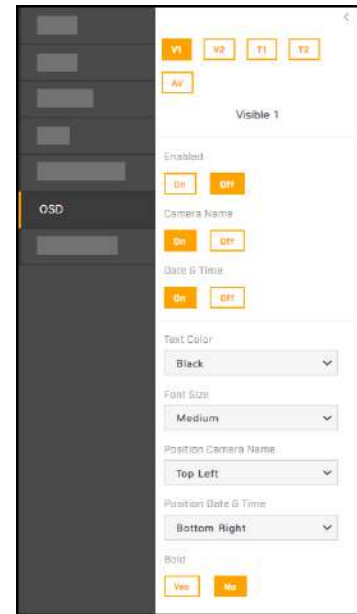 V1 V2 T1 T2
AV
Visible 1
Enabled
On Off
OSD
Camera Name
On Off
Date & Time
On Off
Text Color
Black
Font Size
Medium
Position Camera Name
Top Left
Position Date & Time
Bottom Right
Bold
Yes No